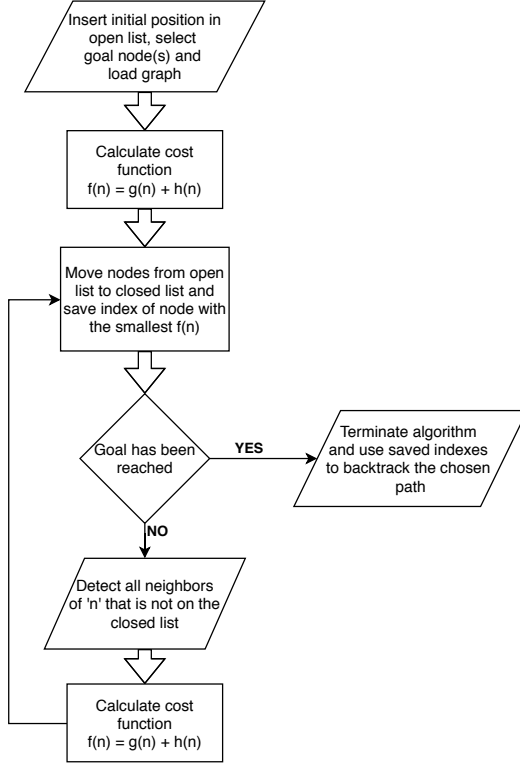 Insert initial position in
open list, select
goal node(s) and
load graph
Calculate cost
function
f(n) = g(n) + h(n)
Move nodes from open
list to closed list and
save index of node with
the smallest f(n)
Goal has been
reached
YES
Terminate algorithm
and use saved indexes
to backtrack the chosen
path
NO
Detect all neighbors
of 'n' that is not on the
closed list
Calculate cost
function
f(n) = g(n) + h(n)